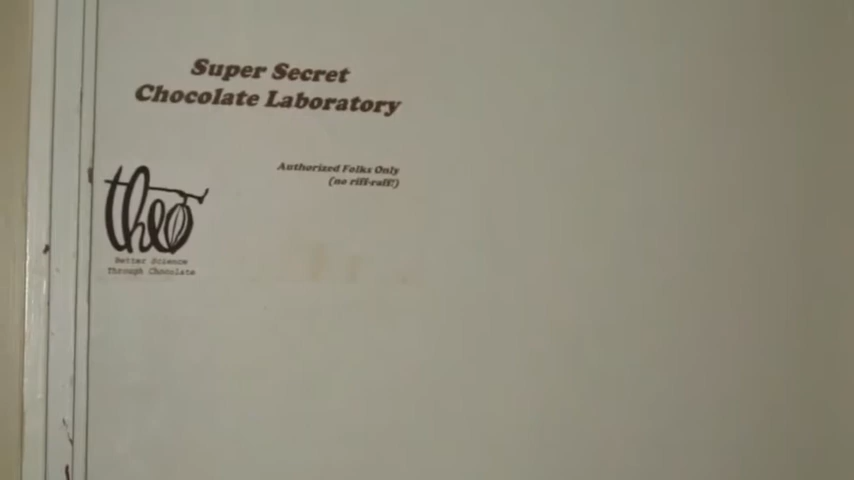 Super Secret
Chocolate Laboratory
Authorized Folks Only
(no riff-raff!)
theo
Better Science
Through Chocolate